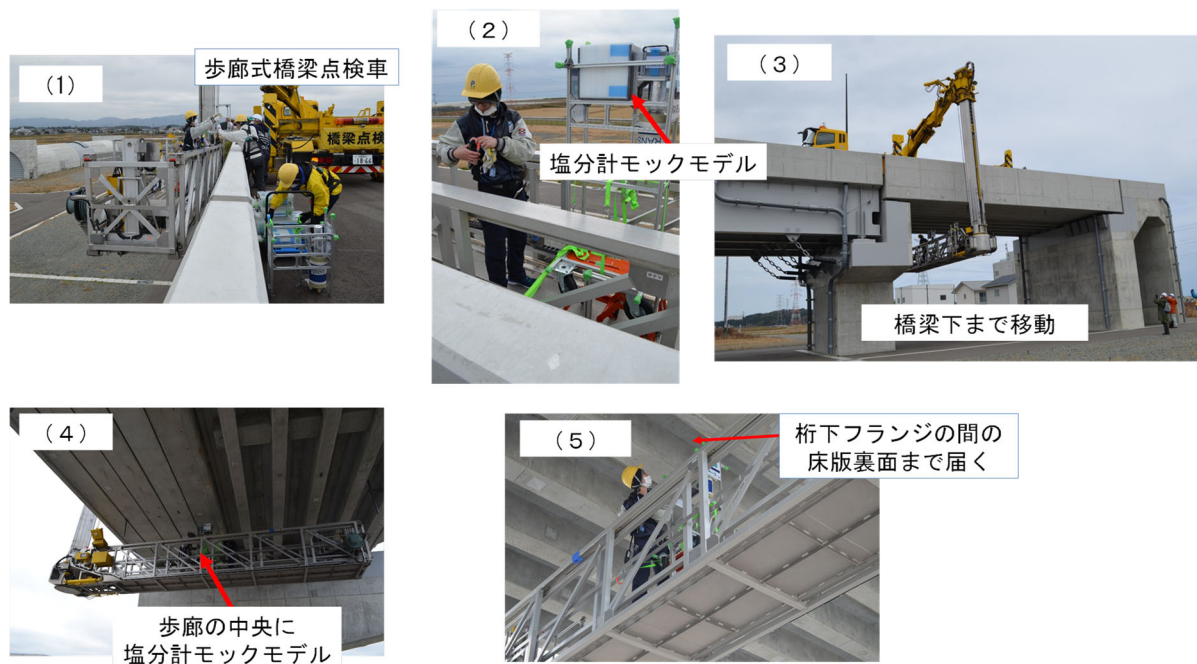 (1)
歩廊式橋梁点検車
橋梁点検
(2)
塩分計モックモデル
(3)
橋梁下まで移動
(4)
歩廊の中央に
塩分計モックモデル
(5)
桁下フランジの間の
床版裏面まで届く